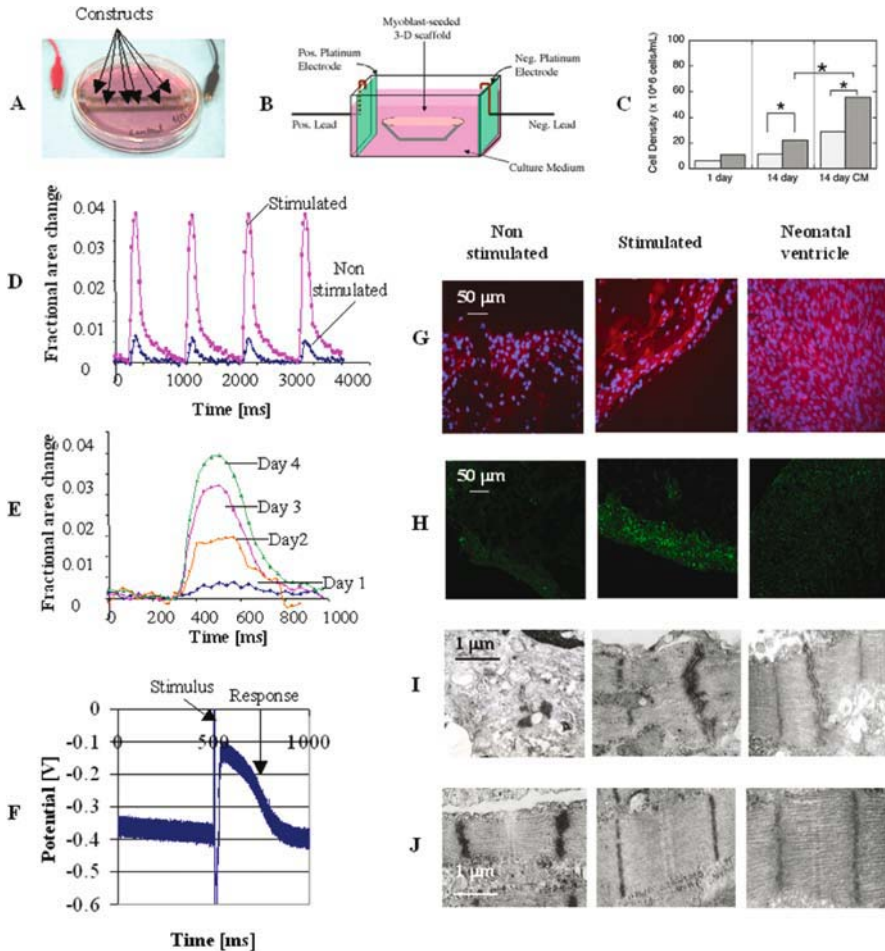 Constructs
A
Myoblast-seeded
3-D scaffold
Pos. Platinum
Electrode
Neg. Platinum
Electrode
B
Pos. Lead
Neg. Lead
Culture Medium
C
Cell Density (x 10^6 cells/mL)
100
80
60
40
20
0
*
*
*
1 day
14 day
14 day CM
D
Fractional area change
0.04
0.03
0.02
0.01
0
Stimulated
Non
stimulated
0
1000
2000
3000
4000
Time [ms]
E
Fractional area change
0.04
0.03
0.02
0.01
0
Day 4
Day 3
Day2
Day 1
0
200
400
600
800
1000
Time [ms]
F
Potential [V]
Stimulus
Response
0
-0.1
-0.2
-0.3
-0.4
-0.5
-0.6
0
500
1000
Time [ms]
Non
stimulated
Stimulated
Neonatal
ventricle
G
50 µm
H
50 µm
I
1 µm
J
1 µm